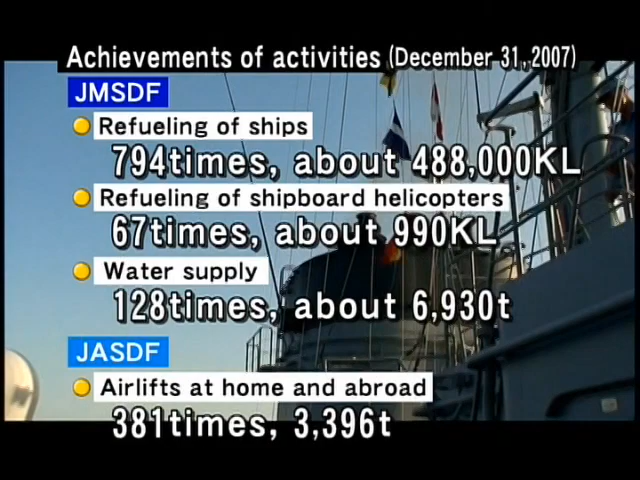 Achievements of activities (December 31, 2007)
JMSDF
Refueling of ships
794times, about 488,000KL
Refueling of shipboard helicopters
67times, about 990KL
Water supply
128times, about 6,930t
JASDF
Airlifts at home and abroad
381times, 3,396t